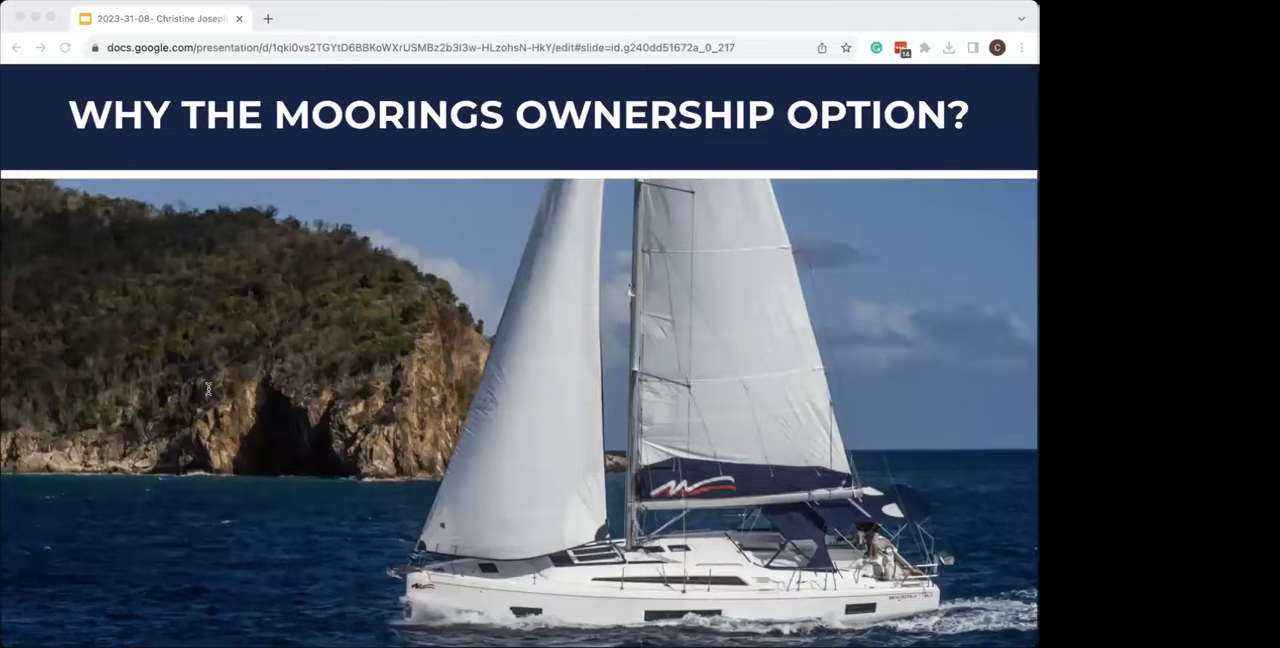 2023-31-08- Christine Joseph
docs.google.com/presentation/d/1qki0vs2TGYtD6BBKoWXrUSMBz2b3I3w-HLzohsN-HkY/edit#slide=id.g240dd51672a_0_217
14
C
WHY THE MOORINGS OWNERSHIP OPTION?